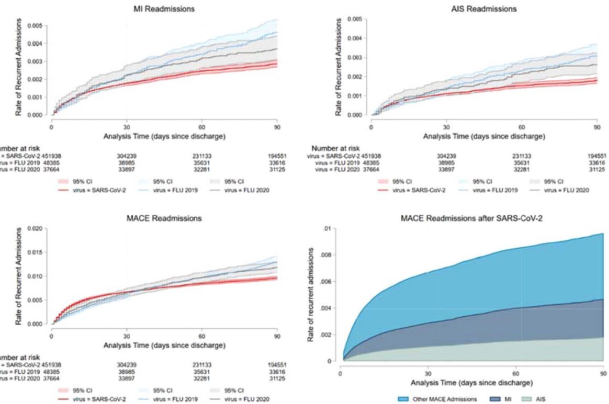 MI Readmissions
Rate of Recurrent Admissions
0.005
0.004
0.003
0.002
0.001
0.000
0 30 60 90
Analysis Time (days since discharge)
Number at risk
= SARS-CoV-2 451938 304239 231133 194551
virus = FLU 2019 48385 38985 35631 33616
virus = FLU 2020 37664 33897 32281 31125
95% CI 95% CI 95% CI
virus = SARS-CoV-2 virus = FLU 2019 virus = FLU 2020
AIS Readmissions
Rate of Recurrent Admissions
0.005
0.004
0.003
0.002
0.001
0.000
0 30 60 90
Analysis Time (days since discharge)
Number at risk
virus = SARS-CoV-2 451938 304239 231133 194551
virus = FLU 2019 48385 38985 35631 33616
virus = FLU 2020 37664 33897 32281 31125
95% CI 95% CI 95% CI
virus = SARS-CoV-2 virus = FLU 2019 virus = FLU 2020
MACE Readmissions
Rate of Recurrent Admissions
0.020
0.015
0.010
0.005
0.000
0 30 60 90
Analysis Time (days since discharge)
Number at risk
= SARS-CoV-2 451938 304239 231133 194551
virus = FLU 2019 48385 38985 35631 33616
virus = FLU 2020 37664 33897 32281 31125
95% CI 95% CI 95% CI
virus = SARS-CoV-2 virus = FLU 2019 virus = FLU 2020
MACE Readmissions after SARS-CoV-2
Rate of recurrent admissions
.01
.008
.006
.004
.002
0
0 30 60 90
Analysis Time (days since discharge)
Other MACE Admissions MI AIS